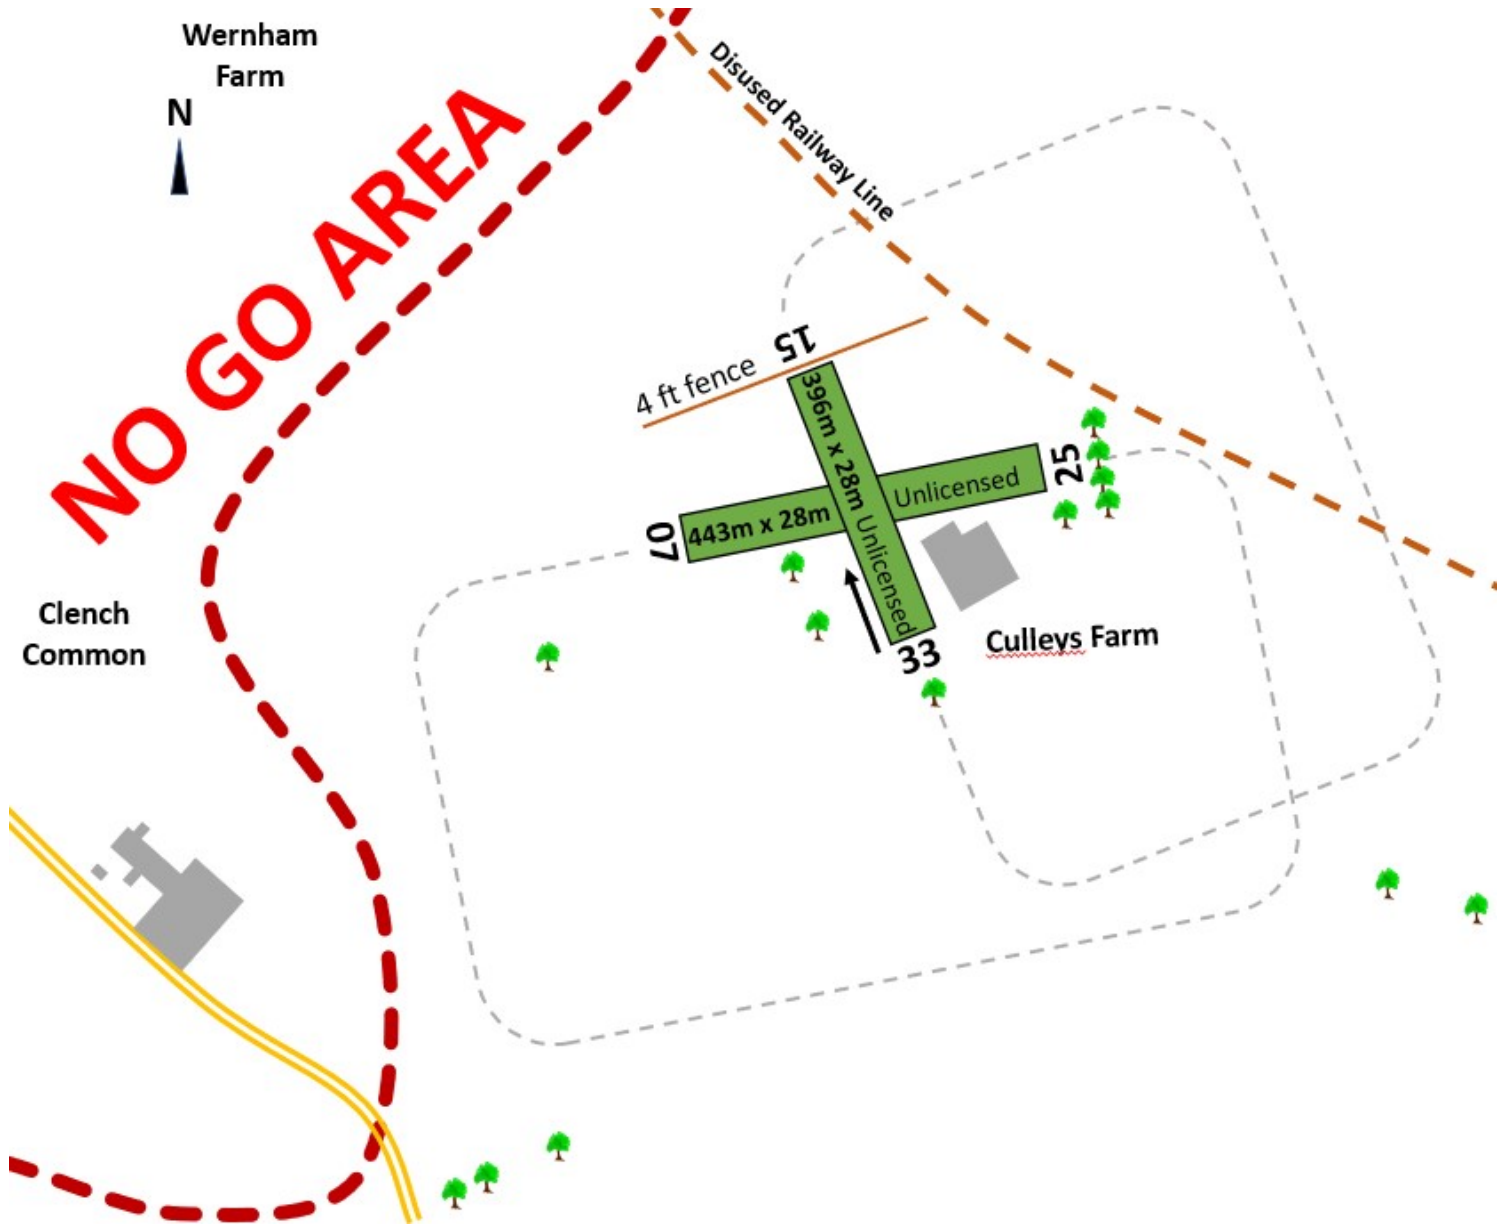 Wernham
Farm
N
NO GO AREA
Disused Railway Line
15
4 ft fence
396m x 28m Unlicensed
25
07
443m x 28m
Unlicensed
33
Culleys Farm
Clench
Common